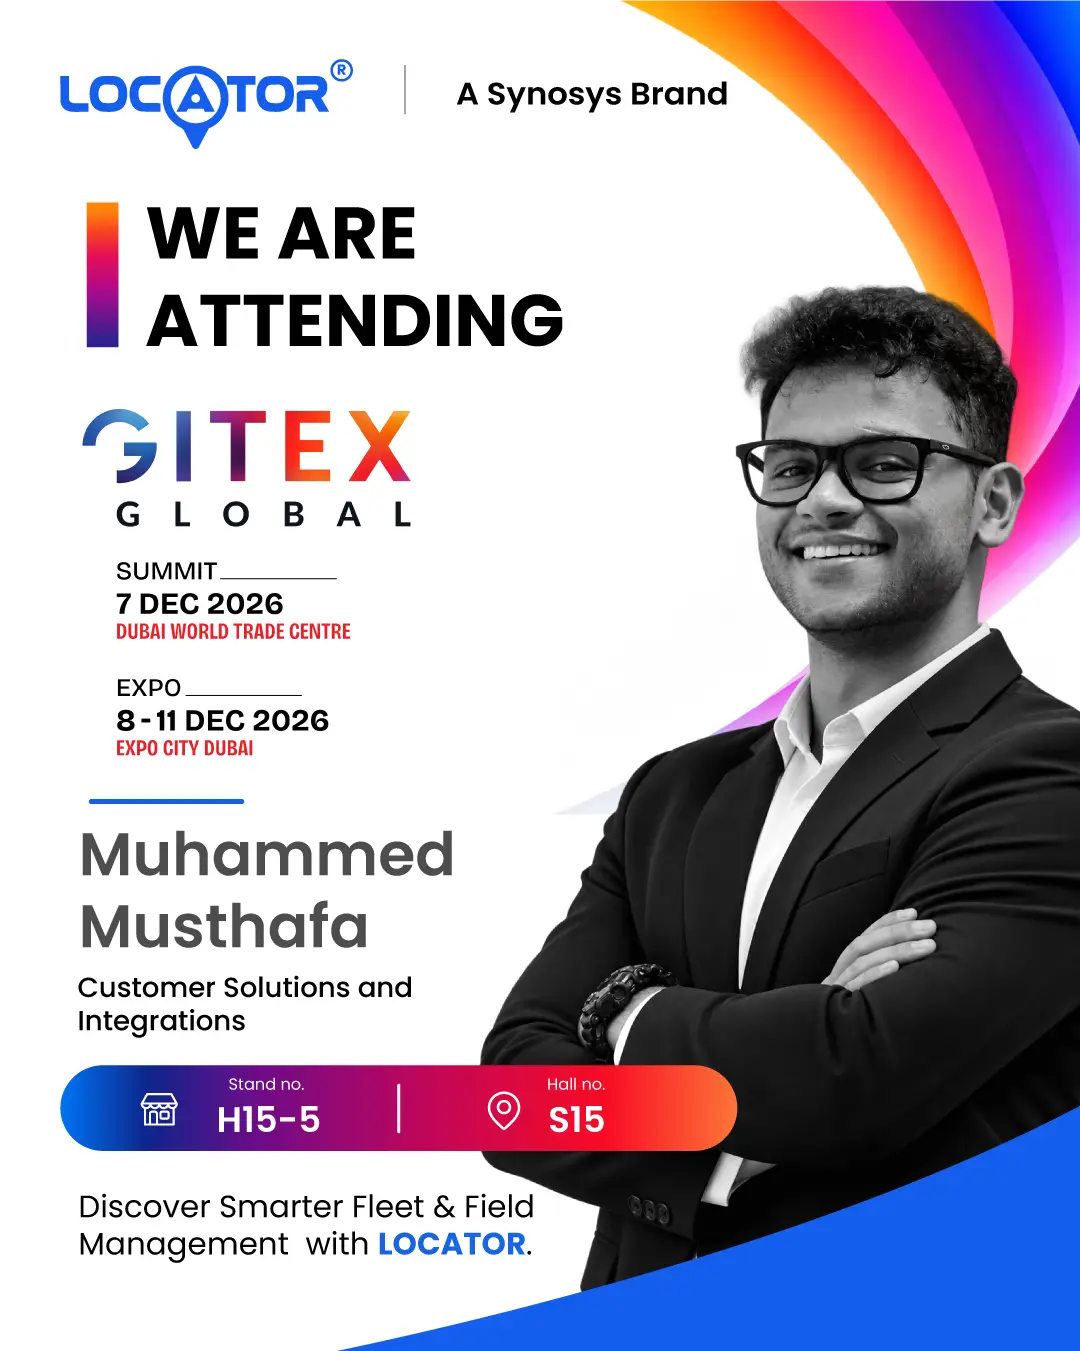 LOCATOR®
A Synosys Brand
WE ARE
ATTENDING
GITEX
GLOBAL
SUMMIT
7 DEC 2026
DUBAI WORLD TRADE CENTRE
EXPO
8 - 11 DEC 2026
EXPO CITY DUBAI
Muhammed
Musthafa
Customer Solutions and
Integrations
Stand no.
H15-5
Hall no.
S15
Discover Smarter Fleet & Field
Management with LOCATOR.